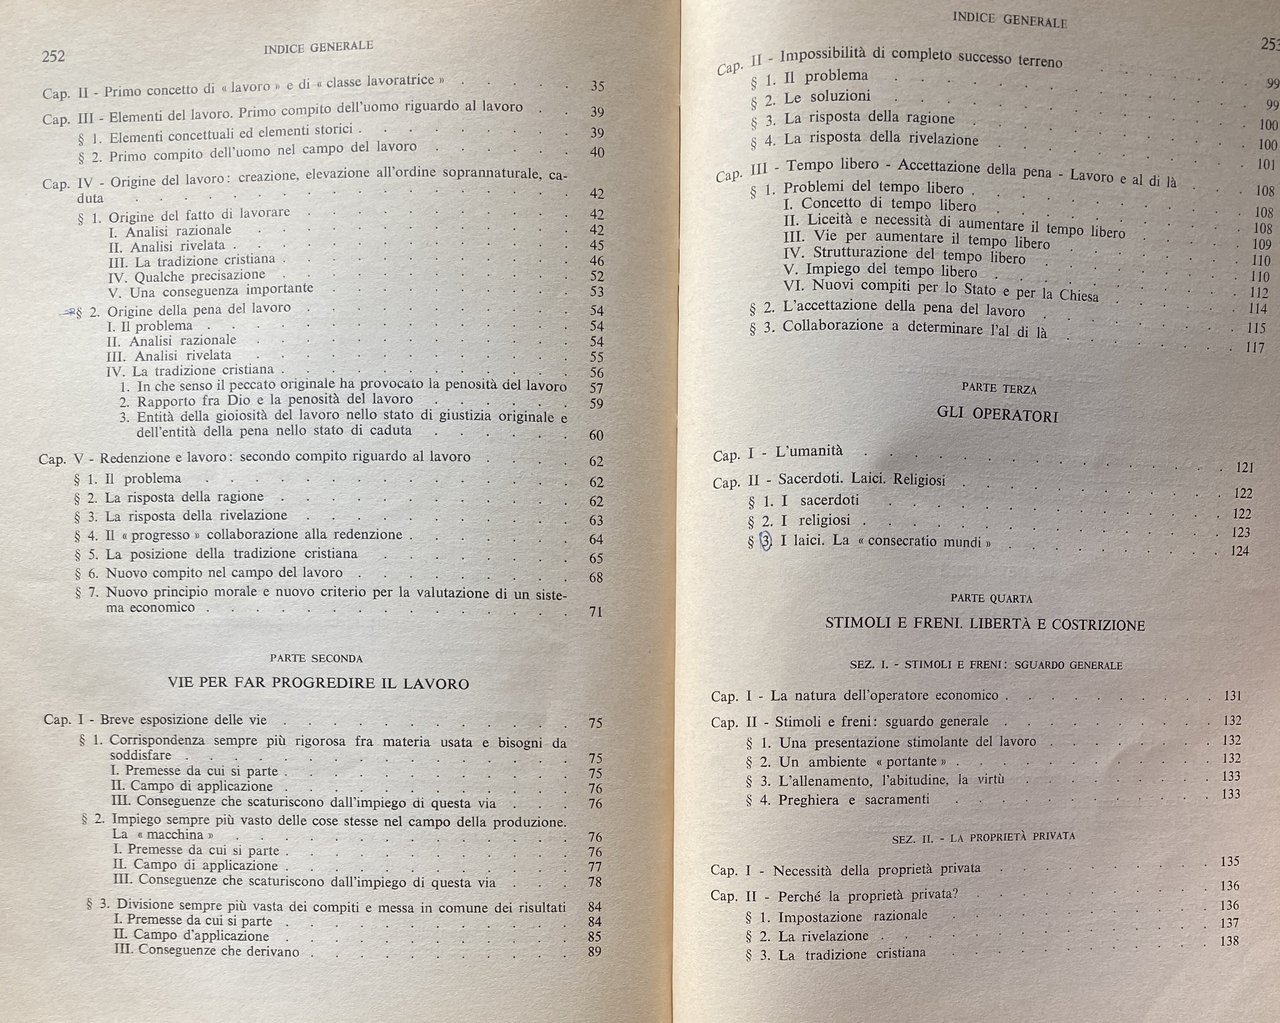 252 INDICE GENERALE
Cap. II - Primo concetto di « lavoro » e di « classe lavoratrice » . . . . 35
Cap. III - Elementi del lavoro. Primo compito dell'uomo riguardo al lavoro . . 39
§ 1. Elementi concettuali ed elementi storici . . . . . . . . 39
§ 2. Primo compito dell'uomo nel campo del lavoro . . . . . 40
Cap. IV - Origine del lavoro: creazione, elevazione all'ordine soprannaturale, ca-
duta . . . . . . . . . . . . . . . 42
§ 1. Origine del fatto di lavorare . . . . . . . . . 42
I. Analisi razionale . . . . . . . . . . . 42
II. Analisi rivelata . . . . . . . . . . . 45
III. La tradizione cristiana . . . . . . . . . 46
IV. Qualche precisazione . . . . . . . . . . 52
V. Una conseguenza importante . . . . . . . . 53
§ 2. Origine della pena del lavoro . . . . . . . . . 54
I. Il problema . . . . . . . . . . . . 54
II. Analisi razionale . . . . . . . . . . . 54
III. Analisi rivelata . . . . . . . . . . . 55
IV. La tradizione cristiana . . . . . . . . . 56
1. In che senso il peccato originale ha provocato la penosità del lavoro 57
2. Rapporto fra Dio e la penosità del lavoro . . . . . 59
3. Entità della gioiosità del lavoro nello stato di giustizia originale e
dell'entità della pena nello stato di caduta . . . . . 60
Cap. V - Redenzione e lavoro: secondo compito riguardo al lavoro . . . . 62
§ 1. Il problema . . . . . . . . . . . . 62
§ 2. La risposta della ragione . . . . . . . . . . 62
§ 3. La risposta della rivelazione . . . . . . . . . 63
§ 4. Il « progresso » collaborazione alla redenzione . . . . . 64
§ 5. La posizione della tradizione cristiana . . . . . . . 65
§ 6. Nuovo compito nel campo del lavoro . . . . . . . 68
§ 7. Nuovo principio morale e nuovo criterio per la valutazione di un siste-
ma economico . . . . . . . . . . . . 71
PARTE SECONDA
VIE PER FAR PROGREDIRE IL LAVORO
Cap. I - Breve esposizione delle vie . . . . . . . . . . 75
§ 1. Corrispondenza sempre più rigorosa fra materia usata e bisogni da
soddisfare . . . . . . . . . . . . . 75
I. Premesse da cui si parte . . . . . . . . . 75
II. Campo di applicazione . . . . . . . . . 76
III. Conseguenze che scaturiscono dall'impiego di questa via . . . 76
§ 2. Impiego sempre più vasto delle cose stesse nel campo della produzione.
La « macchina » . . . . . . . . . . . . 76
I. Premesse da cui si parte . . . . . . . . . 76
II. Campo di applicazione . . . . . . . . . 77
III. Conseguenze che scaturiscono dall'impiego di questa via . . . 78
§ 3. Divisione sempre più vasta dei compiti e messa in comune dei risultati 84
I. Premesse da cui si parte . . . . . . . . . 84
II. Campo d'applicazione . . . . . . . . . . 85
III. Conseguenze che derivano . . . . . . . . . 89
INDICE GENERALE 253
Cap. II - Impossibilità di completo successo terreno . . . . . . 99
§ 1. Il problema . . . . . . . . . . . 99
§ 2. Le soluzioni . . . . . . . . . . . 100
§ 3. La risposta della ragione . . . . . . . . . 100
§ 4. La risposta della rivelazione . . . . . . . . 101
Cap. III - Tempo libero - Accettazione della pena - Lavoro e al di là . . . 108
§ 1. Problemi del tempo libero . . . . . . . . . 108
I. Concetto di tempo libero . . . . . . . . . 108
II. Liceità e necessità di aumentare il tempo libero . . . . 109
III. Vie per aumentare il tempo libero . . . . . . 110
IV. Strutturazione del tempo libero . . . . . . . 110
V. Impiego del tempo libero . . . . . . . . 112
VI. Nuovi compiti per lo Stato e per la Chiesa . . . . . 114
§ 2. L'accettazione della pena del lavoro . . . . . . . 115
§ 3. Collaborazione a determinare l'al di là . . . . . . 117
PARTE TERZA
GLI OPERATORI
Cap. I - L'umanità . . . . . . . . . . . . 121
Cap. II - Sacerdoti. Laici. Religiosi . . . . . . . . . 122
§ 1. I sacerdoti . . . . . . . . . . . 122
§ 2. I religiosi . . . . . . . . . . . 123
§ 3. I laici. La « consecratio mundi » . . . . . . . 124
PARTE QUARTA
STIMOLI E FRENI. LIBERTÀ E COSTRIZIONE
SEZ. I. - STIMOLI E FRENI: SGUARDO GENERALE
Cap. I - La natura dell'operatore economico . . . . . . . 131
Cap. II - Stimoli e freni: sguardo generale . . . . . . . 132
§ 1. Una presentazione stimolante del lavoro . . . . . . 132
§ 2. Un ambiente « portante » . . . . . . . . . 132
§ 3. L'allenamento, l'abitudine, la virtù . . . . . . . 133
§ 4. Preghiera e sacramenti . . . . . . . . . 133
SEZ. II. - LA PROPRIETÀ PRIVATA
Cap. I - Necessità della proprietà privata . . . . . . . 135
Cap. II - Perché la proprietà privata? . . . . . . . . 136
§ 1. Impostazione razionale . . . . . . . . . 136
§ 2. La rivelazione . . . . . . . . . . . 137
§ 3. La tradizione cristiana . . . . . . . . . 138